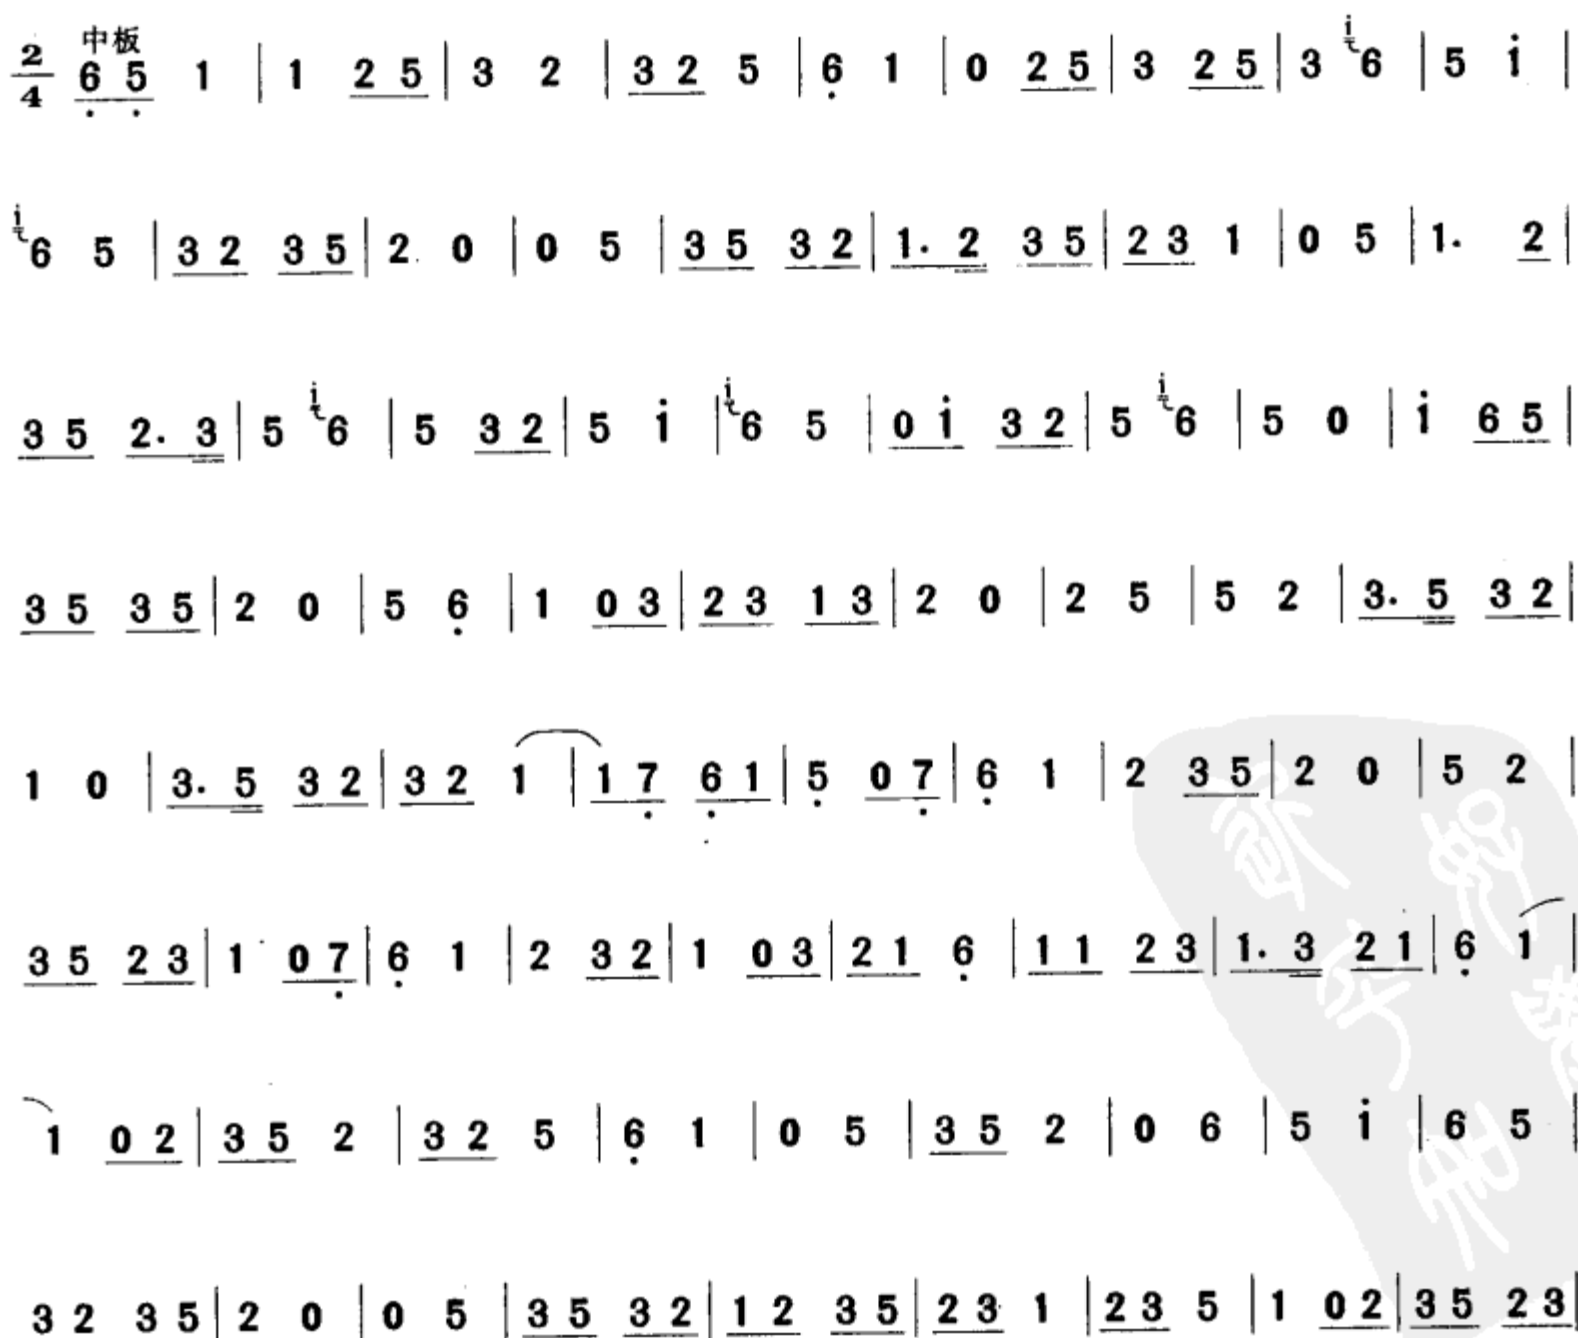 中板
2/4 6̣ 5̣ 1 | 1 2 5 | 3 2 | 3 2 5 | 6̣ 1 | 0 2 5 | 3 2 5 | 3 i 6 | 5 i |
i 6 5 | 3 2 3 5 | 2 0 | 0 5 | 3 5 3 2 | 1. 2 3 5 | 2 3 1 | 0 5 | 1. 2 |
3 5 2. 3 | 5 i 6 | 5 3 2 | 5 i | i 6 5 | 0 i 3 2 | 5 i 6 | 5 0 | i 6 5 |
3 5 3 5 | 2 0 | 5 6̣ | 1 0 3 | 2 3 1 3 | 2 0 | 2 5 | 5 2 | 3. 5 3 2 |
1 0 | 3. 5 3 2 | 3 2 1 | 1 7̣ 6̣ 1 | 5̣ 0 7̣ | 6̣ 1 | 2 3 5 | 2 0 | 5 2 |
3 5 2 3 | 1 0 7̣ | 6̣ 1 | 2 3 2 | 1 0 3 | 2 1 6̣ | 1 1 2 3 | 1. 3 2 1 | 6̣ 1 |
1 0 2 | 3 5 2 | 3 2 5 | 6̣ 1 | 0 5 | 3 5 2 | 0 6 | 5 i | 6 5 |
3 2 3 5 | 2 0 | 0 5 | 3 5 3 2 | 1 2 3 5 | 2 3 1 | 2 3 5 | 1 0 2 | 3 5 2 3 |